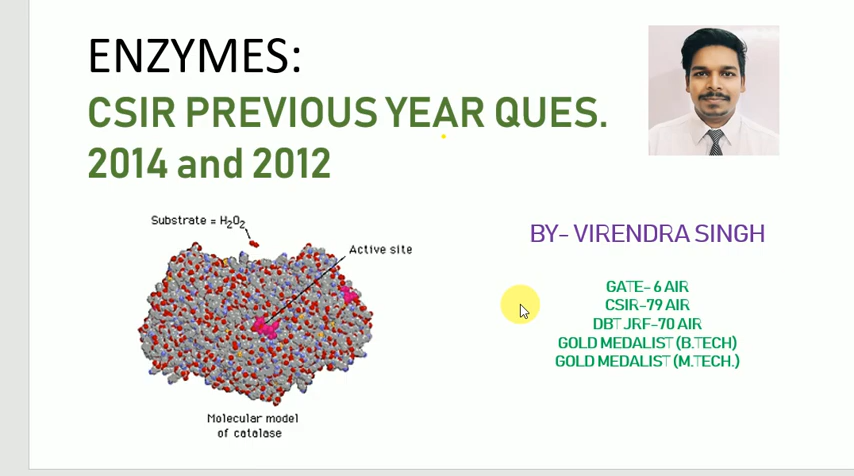 ENZYMES:
CSIR PREVIOUS YEAR QUES.
2014 and 2012
Substrate = H₂O₂
Active site
Molecular model
of catalase
BY- VIRENDRA SINGH
GATE- 6 AIR
CSIR-79 AIR
DBT JRF-70 AIR
GOLD MEDALIST (B.TECH)
GOLD MEDALIST (M.TECH.)